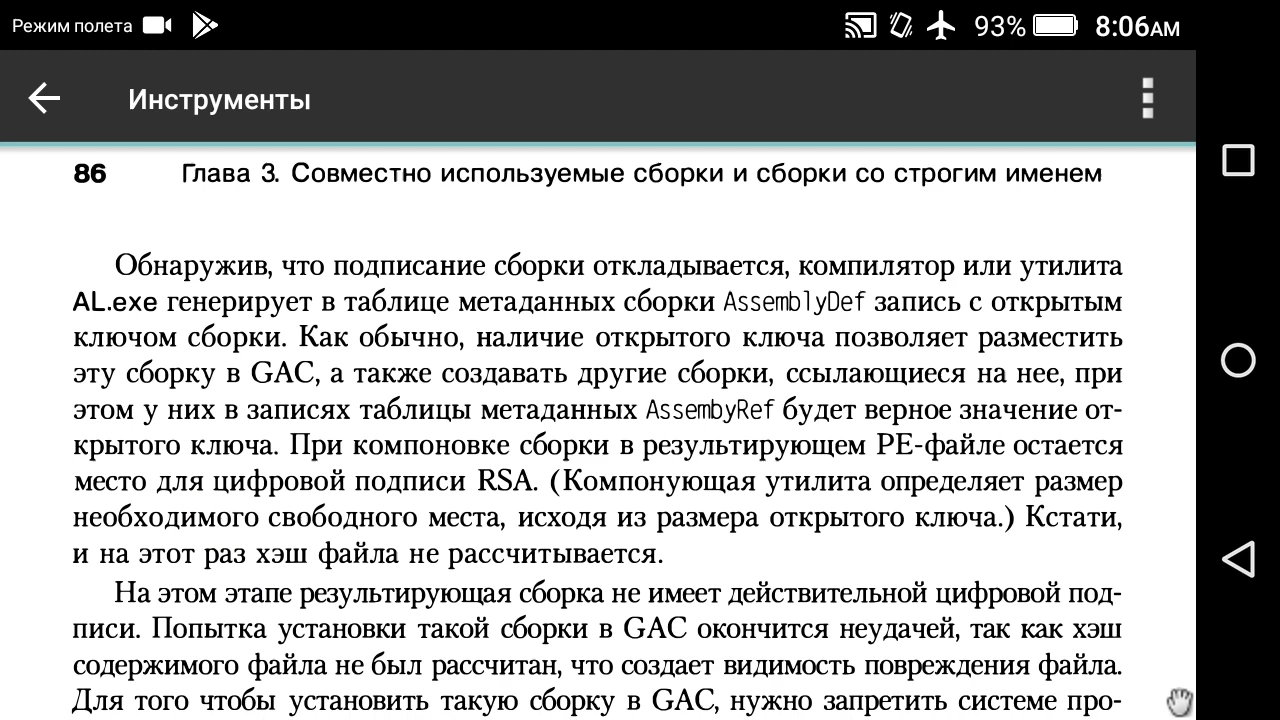 Режим полета 93% 8:06AM
Инструменты
86 Глава 3. Совместно используемые сборки и сборки со строгим именем
Обнаружив, что подписание сборки откладывается, компилятор или утилита
AL.exe генерирует в таблице метаданных сборки AssemblyDef запись с открытым
ключом сборки. Как обычно, наличие открытого ключа позволяет разместить
эту сборку в GAC, а также создавать другие сборки, ссылающиеся на нее, при
этом у них в записях таблицы метаданных AssembyRef будет верное значение от-
крытого ключа. При компоновке сборки в результирующем PE-файле остается
место для цифровой подписи RSA. (Компонующая утилита определяет размер
необходимого свободного места, исходя из размера открытого ключа.) Кстати,
и на этот раз хэш файла не рассчитывается.
На этом этапе результирующая сборка не имеет действительной цифровой под-
писи. Попытка установки такой сборки в GAC окончится неудачей, так как хэш
содержимого файла не был рассчитан, что создает видимость повреждения файла.
Для того чтобы установить такую сборку в GAC, нужно запретить системе про-